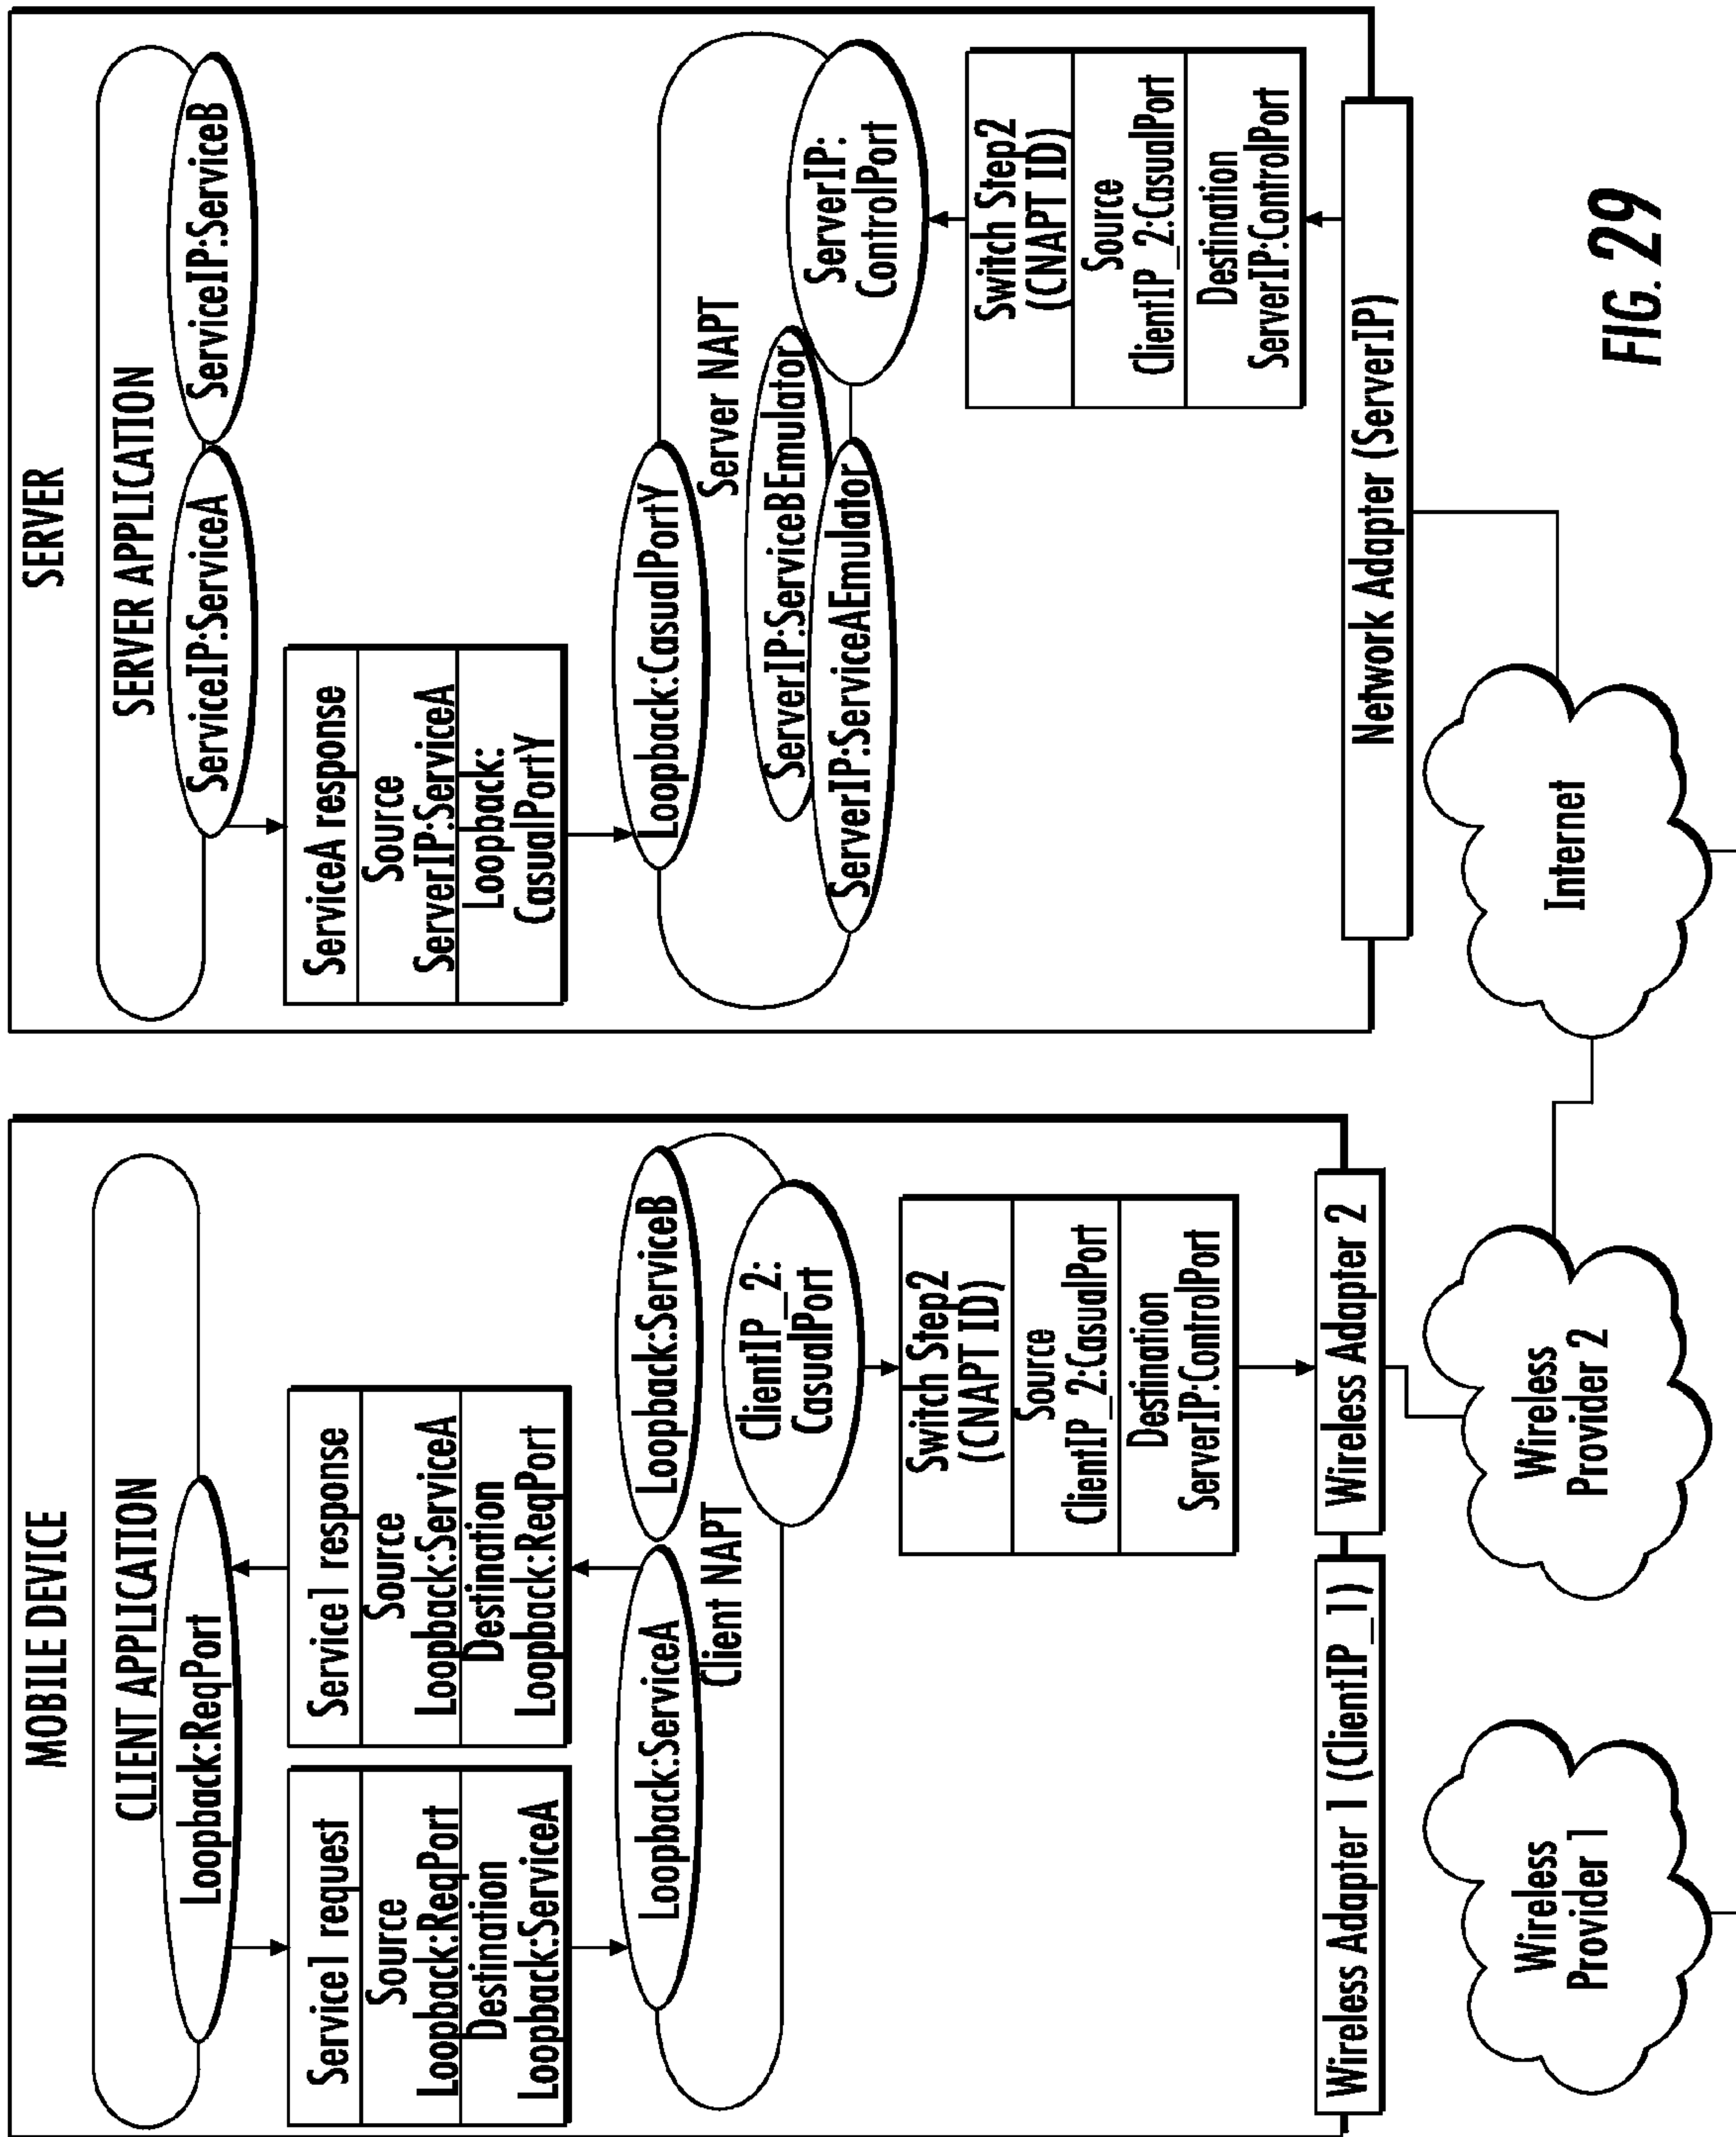 MOBILE DEVICE
CLIENT APPLICATION
Loopback:ReqPort
Service1 request
Source
Loopback:ReqPort
Destination
Loopback:ServiceA
Service1 response
Source
Loopback:ServiceA
Destination
Loopback:ReqPort
Loopback:ServiceA
Loopback:ServiceB
Client NAPT
ClientIP_2:
CasualPort
Switch Step2
(CNAPT ID)
Source
ClientIP_2:CasualPort
Destination
ServerIP:ControlPort
Wireless Adapter 1 (ClientIP_1)
Wireless Adapter 2
Wireless
Provider 1
Wireless
Provider 2
SERVER
SERVER APPLICATION
ServiceIP:ServiceA
ServiceIP:ServiceB
ServiceA response
Source
ServerIP:ServiceA
Loopback:
CasualPortY
Loopback:CasualPortY
Server NAPT
ServerIP:ServiceBEmulator
ServerIP:ServiceAEmulator
ServerIP:
ControlPort
Switch Step2
(CNAPT ID)
Source
ClientIP_2:CasualPort
Destination
ServerIP:ControlPort
Network Adapter (ServerIP)
Internet
FIG. 29